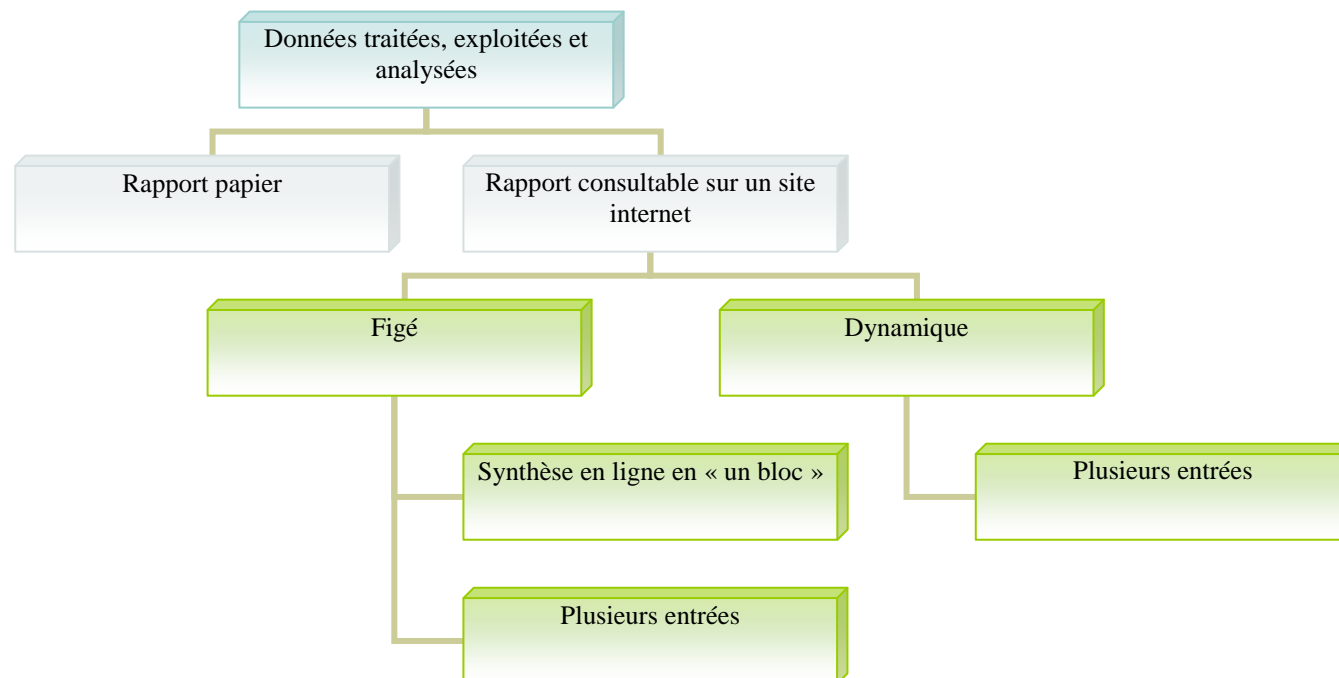 Données traitées, exploitées et
analysées
Rapport papier
Rapport consultable sur un site
internet
Figé
Dynamique
Synthèse en ligne en « un bloc »
Plusieurs entrées
Plusieurs entrées